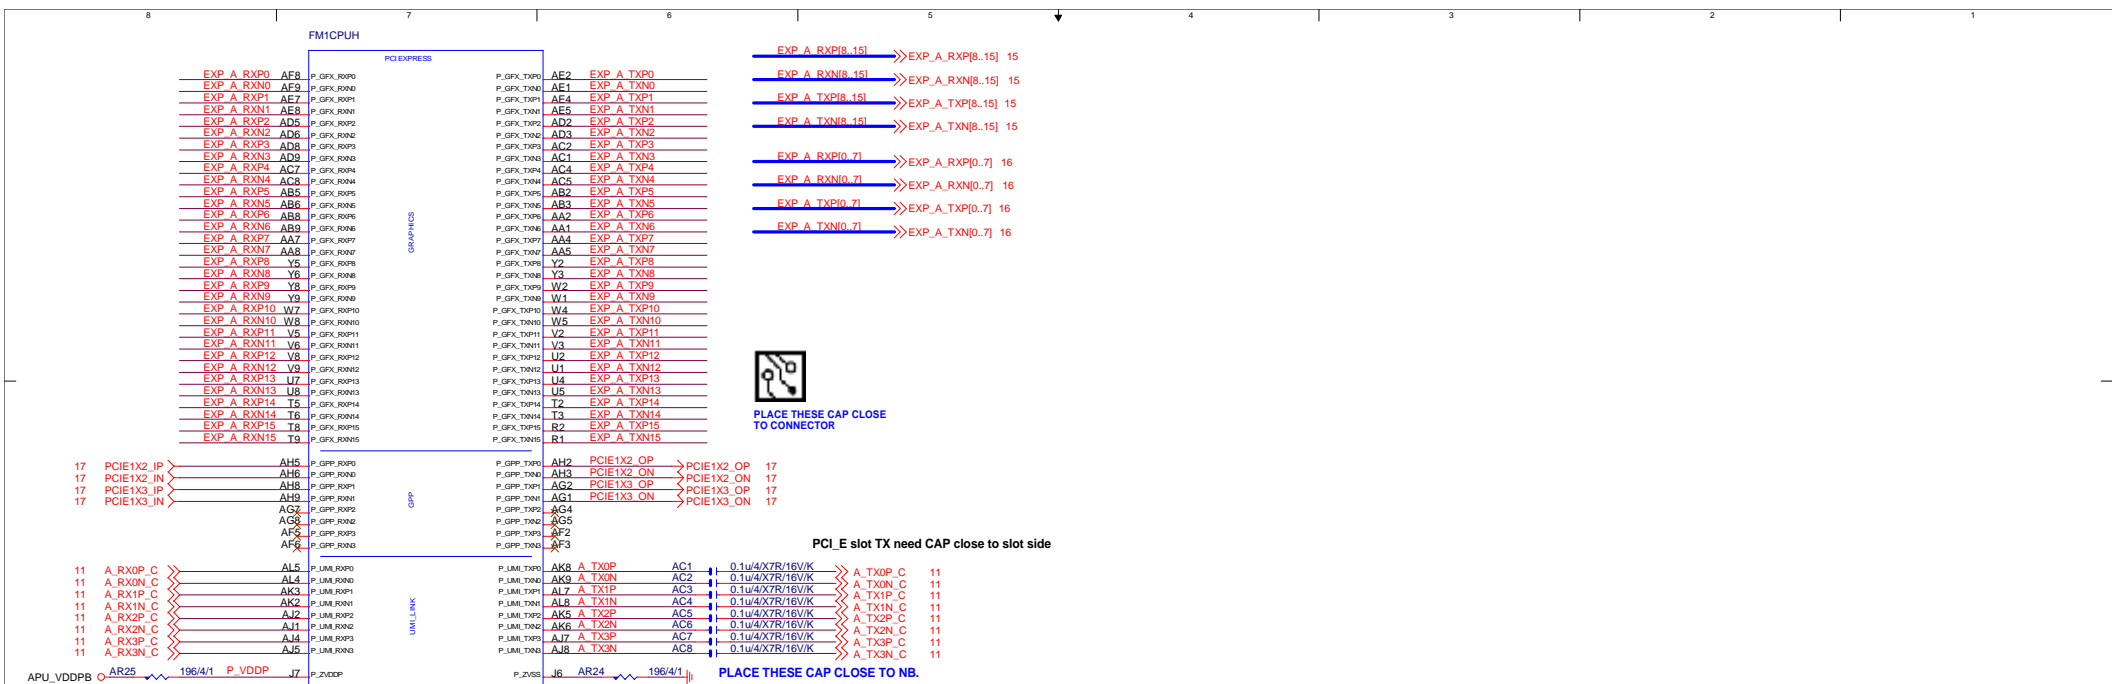 8 7 6 5 4 3 2 1
FM1CPUH
PCI EXPRESS
EXP_A_RXP0 AF8 P_GFX_RXP0 P_GFX_TXP0 AE2 EXP_A_TXP0
EXP_A_RXN0 AF9 P_GFX_RXN0 P_GFX_TXN0 AE1 EXP_A_TXN0
EXP_A_RXP1 AE7 P_GFX_RXP1 P_GFX_TXP1 AE4 EXP_A_TXP1
EXP_A_RXN1 AE8 P_GFX_RXN1 P_GFX_TXN1 AE5 EXP_A_TXN1
EXP_A_RXP2 AD5 P_GFX_RXP2 P_GFX_TXP2 AD2 EXP_A_TXP2
EXP_A_RXN2 AD6 P_GFX_RXN2 P_GFX_TXN2 AD3 EXP_A_TXN2
EXP_A_RXP3 AD8 P_GFX_RXP3 P_GFX_TXP3 AC2 EXP_A_TXP3
EXP_A_RXN3 AD9 P_GFX_RXN3 P_GFX_TXN3 AC1 EXP_A_TXN3
EXP_A_RXP4 AC7 P_GFX_RXP4 P_GFX_TXP4 AC4 EXP_A_TXP4
EXP_A_RXN4 AC8 P_GFX_RXN4 P_GFX_TXN4 AC5 EXP_A_TXN4
EXP_A_RXP5 AB5 P_GFX_RXP5 P_GFX_TXP5 AB2 EXP_A_TXP5
EXP_A_RXN5 AB6 P_GFX_RXN5 P_GFX_TXN5 AB3 EXP_A_TXN5
EXP_A_RXP6 AB8 P_GFX_RXP6 P_GFX_TXP6 AA2 EXP_A_TXP6
EXP_A_RXN6 AB9 P_GFX_RXN6 P_GFX_TXN6 AA1 EXP_A_TXN6
EXP_A_RXP7 AA7 P_GFX_RXP7 P_GFX_TXP7 AA4 EXP_A_TXP7
EXP_A_RXN7 AA8 P_GFX_RXN7 P_GFX_TXN7 AA5 EXP_A_TXN7
EXP_A_RXP8 Y5 P_GFX_RXP8 P_GFX_TXP8 Y2 EXP_A_TXP8
EXP_A_RXN8 Y6 P_GFX_RXN8 P_GFX_TXN8 Y3 EXP_A_TXN8
EXP_A_RXP9 Y8 P_GFX_RXP9 P_GFX_TXP9 W2 EXP_A_TXP9
EXP_A_RXN9 Y9 P_GFX_RXN9 P_GFX_TXN9 W1 EXP_A_TXN9
EXP_A_RXP10 W7 P_GFX_RXP10 P_GFX_TXP10 W4 EXP_A_TXP10
EXP_A_RXN10 W8 P_GFX_RXN10 P_GFX_TXN10 W5 EXP_A_TXN10
EXP_A_RXP11 V5 P_GFX_RXP11 P_GFX_TXP11 V2 EXP_A_TXP11
EXP_A_RXN11 V6 P_GFX_RXN11 P_GFX_TXN11 V3 EXP_A_TXN11
EXP_A_RXP12 V8 P_GFX_RXP12 P_GFX_TXP12 U2 EXP_A_TXP12
EXP_A_RXN12 V9 P_GFX_RXN12 P_GFX_TXN12 U1 EXP_A_TXN12
EXP_A_RXP13 U7 P_GFX_RXP13 P_GFX_TXP13 U4 EXP_A_TXP13
EXP_A_RXN13 U8 P_GFX_RXN13 P_GFX_TXN13 U5 EXP_A_TXN13
EXP_A_RXP14 T5 P_GFX_RXP14 P_GFX_TXP14 T2 EXP_A_TXP14
EXP_A_RXN14 T6 P_GFX_RXN14 P_GFX_TXN14 T3 EXP_A_TXN14
EXP_A_RXP15 T8 P_GFX_RXP15 P_GFX_TXP15 R2 EXP_A_TXP15
EXP_A_RXN15 T9 P_GFX_RXN15 P_GFX_TXN15 R1 EXP_A_TXN15
GRAPHICS
EXP_A_RXP[8..15] EXP_A_RXP[8..15] 15
EXP_A_RXN[8..15] EXP_A_RXN[8..15] 15
EXP_A_TXP[8..15] EXP_A_TXP[8..15] 15
EXP_A_TXN[8..15] EXP_A_TXN[8..15] 15
EXP_A_RXP[0..7] EXP_A_RXP[0..7] 16
EXP_A_RXN[0..7] EXP_A_RXN[0..7] 16
EXP_A_TXP[0..7] EXP_A_TXP[0..7] 16
EXP_A_TXN[0..7] EXP_A_TXN[0..7] 16
PLACE THESE CAP CLOSE
TO CONNECTOR
17 PCIE1X2_IP AH5 P_GPP_RXP0 P_GPP_TXP0 AH2 PCIE1X2_OP PCIE1X2_OP 17
17 PCIE1X2_IN AH6 P_GPP_RXN0 P_GPP_TXN0 AH3 PCIE1X2_ON PCIE1X2_ON 17
17 PCIE1X3_IP AH8 P_GPP_RXP1 P_GPP_TXP1 AG2 PCIE1X3_OP PCIE1X3_OP 17
17 PCIE1X3_IN AH9 P_GPP_RXN1 P_GPP_TXN1 AG1 PCIE1X3_ON PCIE1X3_ON 17
AG7 P_GPP_RXP2 P_GPP_TXP2 AG4
AG8 P_GPP_RXN2 P_GPP_TXN2 AG5
AF5 P_GPP_RXP3 P_GPP_TXP3 AF2
AF6 P_GPP_RXN3 P_GPP_TXN3 AF3
GPP
PCI_E slot TX need CAP close to slot side
11 A_RX0P_C AL5 P_UMI_RXP0 P_UMI_TXP0 AK8 A_TX0P AC1 0.1u/4/X7R/16V/K A_TX0P_C 11
11 A_RX0N_C AL4 P_UMI_RXN0 P_UMI_TXN0 AK9 A_TX0N AC2 0.1u/4/X7R/16V/K A_TX0N_C 11
11 A_RX1P_C AK3 P_UMI_RXP1 P_UMI_TXP1 AL7 A_TX1P AC3 0.1u/4/X7R/16V/K A_TX1P_C 11
11 A_RX1N_C AK2 P_UMI_RXN1 P_UMI_TXN1 AL8 A_TX1N AC4 0.1u/4/X7R/16V/K A_TX1N_C 11
11 A_RX2P_C AJ2 P_UMI_RXP2 P_UMI_TXP2 AK5 A_TX2P AC5 0.1u/4/X7R/16V/K A_TX2P_C 11
11 A_RX2N_C AJ1 P_UMI_RXN2 P_UMI_TXN2 AK6 A_TX2N AC6 0.1u/4/X7R/16V/K A_TX2N_C 11
11 A_RX3P_C AJ4 P_UMI_RXP3 P_UMI_TXP3 AJ7 A_TX3P AC7 0.1u/4/X7R/16V/K A_TX3P_C 11
11 A_RX3N_C AJ5 P_UMI_RXN3 P_UMI_TXN3 AJ8 A_TX3N AC8 0.1u/4/X7R/16V/K A_TX3N_C 11
UMI_LINK
APU_VDDPB AR25 196/4/1 P_VDDP J7 P_ZVDDP P_ZVSS J6 AR24 196/4/1 PLACE THESE CAP CLOSE TO NB.